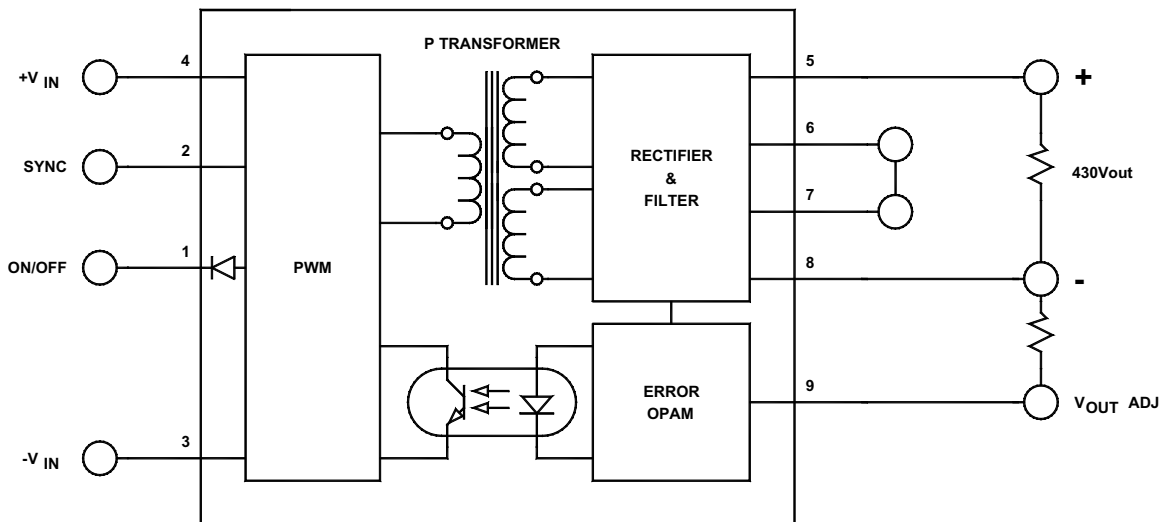 P TRANSFORMER
+V IN
4
SYNC
2
ON/OFF
1
-V IN
3
PWM
RECTIFIER
&
FILTER
ERROR
OPAM
5
+
6
7
430Vout
8
-
9
VOUT ADJ